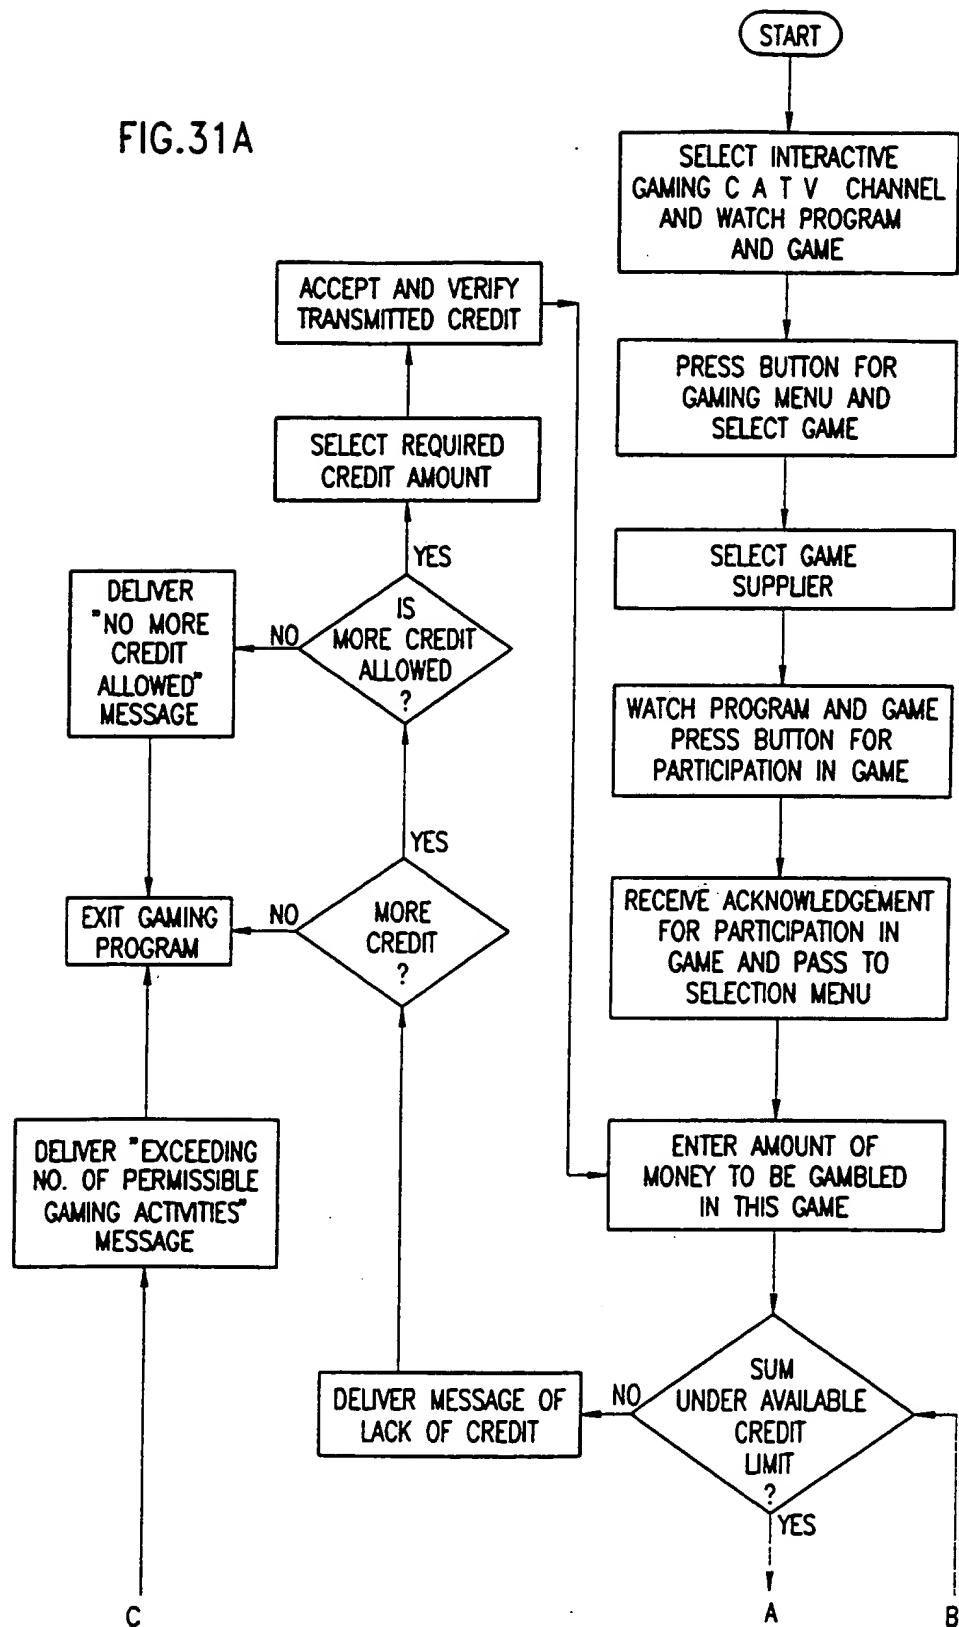 START
FIG.31A
SELECT INTERACTIVE
GAMING C A T V CHANNEL
AND WATCH PROGRAM
AND GAME
ACCEPT AND VERIFY
TRANSMITTED CREDIT
PRESS BUTTON FOR
GAMING MENU AND
SELECT GAME
SELECT REQUIRED
CREDIT AMOUNT
SELECT GAME
SUPPLIER
YES
DELIVER
"NO MORE
CREDIT
ALLOWED"
MESSAGE
NO
IS
MORE CREDIT
ALLOWED
?
WATCH PROGRAM AND GAME
PRESS BUTTON FOR
PARTICIPATION IN GAME
YES
EXIT GAMING
PROGRAM
NO
MORE
CREDIT
?
RECEIVE ACKNOWLEDGEMENT
FOR PARTICIPATION IN
GAME AND PASS TO
SELECTION MENU
DELIVER "EXCEEDING
NO. OF PERMISSIBLE
GAMING ACTIVITIES"
MESSAGE
ENTER AMOUNT OF
MONEY TO BE GAMBLED
IN THIS GAME
DELIVER MESSAGE OF
LACK OF CREDIT
NO
SUM
UNDER AVAILABLE
CREDIT
LIMIT
?
YES
C
A
B